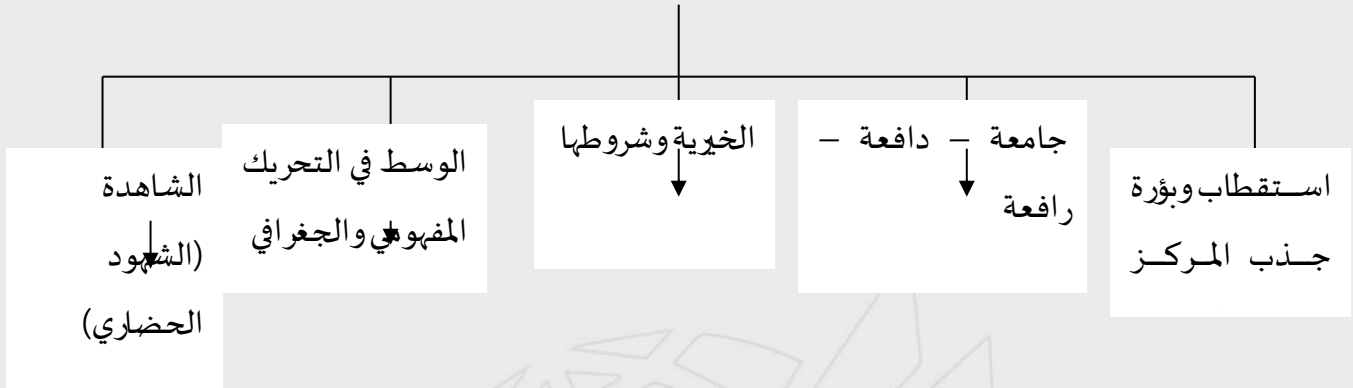 استقطاب وبؤرة
جذب المركز
جامعة – دافعة –
رافعة
الخيرية وشروطها
الوسط في التحريك
المفهومي والجغرافي
الشاهدة
(الشهود
الحضاري)